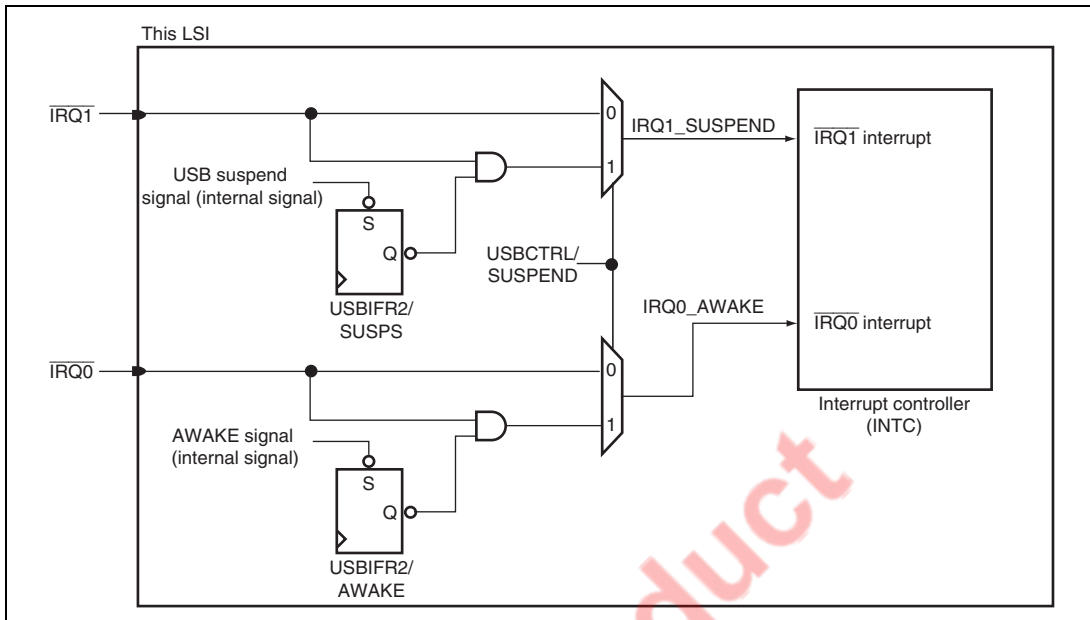 This LSI
IRQ1
0
IRQ1_SUSPEND
IRQ1 interrupt
1
USB suspend
signal (internal signal)
S
Q
USBCTRL/
SUSPEND
USBIFR2/
SUSPS
IRQ0_AWAKE
IRQ0 interrupt
IRQ0
0
1
Interrupt controller
(INTC)
AWAKE signal
(internal signal)
S
Q
USBIFR2/
AWAKE
duct